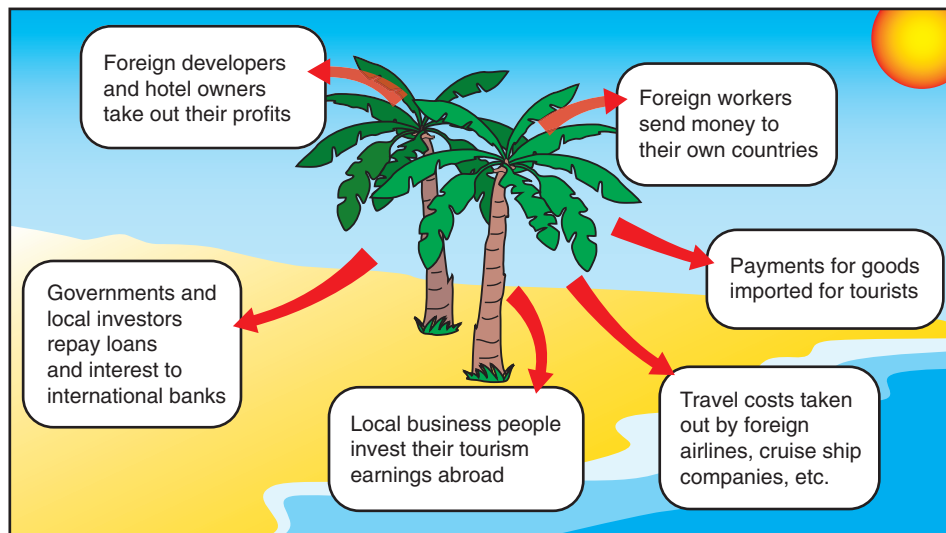 Foreign developers
and hotel owners
take out their profits
Foreign workers
send money to
their own countries
Governments and
local investors
repay loans
and interest to
international banks
Payments for goods
imported for tourists
Local business people
invest their tourism
earnings abroad
Travel costs taken
out by foreign
airlines, cruise ship
companies, etc.